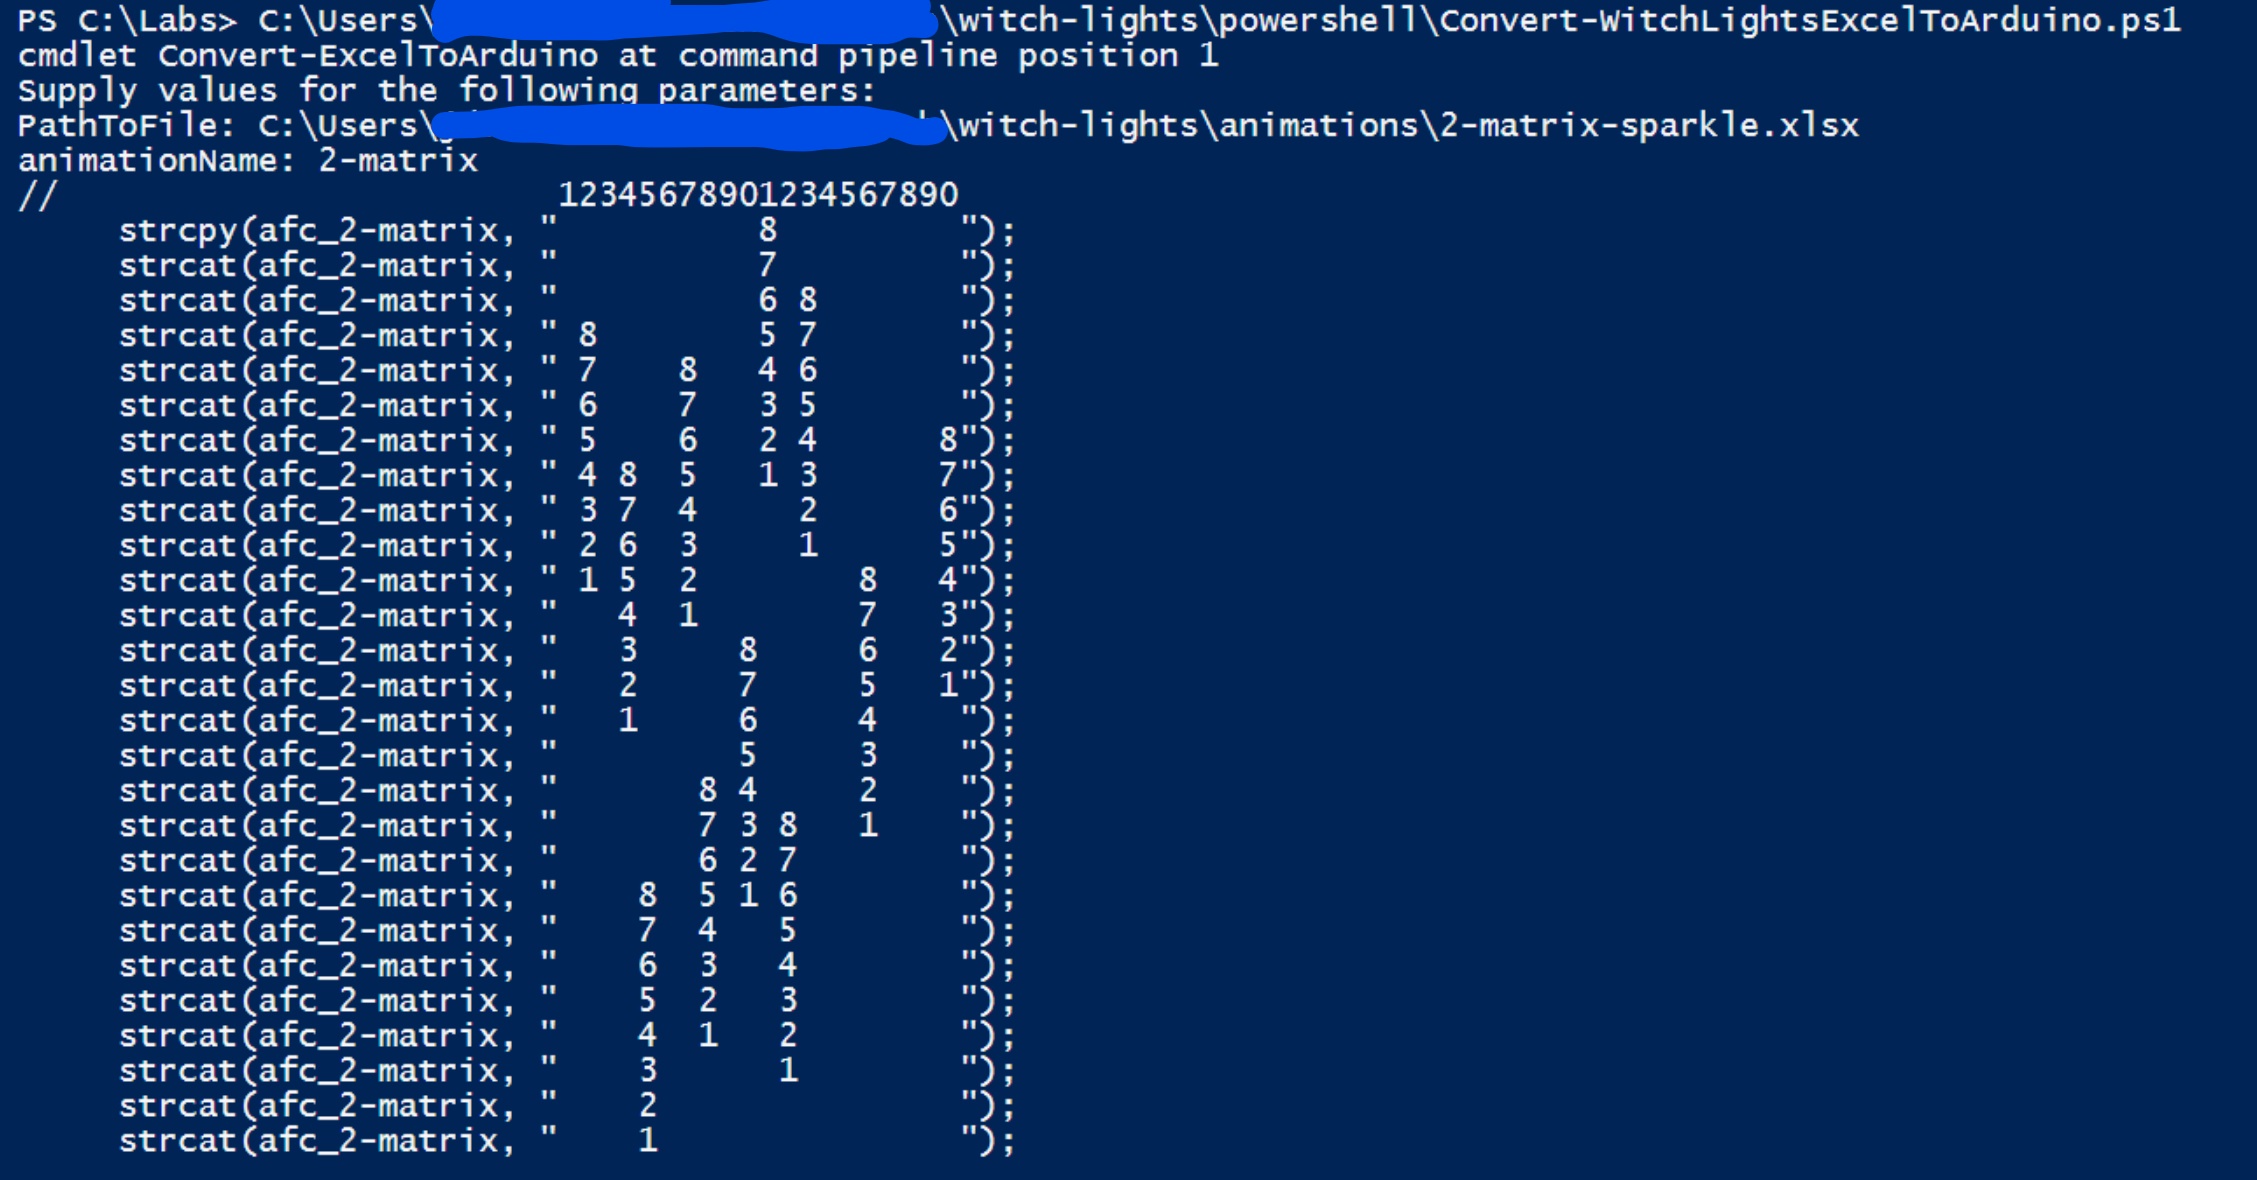 PS C:\Labs> C:\Users\ \witch-lights\powershell\Convert-WitchLightsExcelToArduino.ps1
cmdlet Convert-ExcelToArduino at command pipeline position 1
Supply values for the following parameters:
PathToFile: C:\Users\ \witch-lights\animations\2-matrix-sparkle.xlsx
animationName: 2-matrix
//                         12345678901234567890
     strcpy(afc_2-matrix, "          8         ");
     strcat(afc_2-matrix, "          7         ");
     strcat(afc_2-matrix, "          6 8       ");
     strcat(afc_2-matrix, " 8        5 7       ");
     strcat(afc_2-matrix, " 7    8   4 6       ");
     strcat(afc_2-matrix, " 6    7   3 5       ");
     strcat(afc_2-matrix, " 5    6   2 4      8");
     strcat(afc_2-matrix, " 4 8  5   1 3      7");
     strcat(afc_2-matrix, " 3 7  4     2      6");
     strcat(afc_2-matrix, " 2 6  3     1      5");
     strcat(afc_2-matrix, " 1 5  2        8   4");
     strcat(afc_2-matrix, "   4  1        7   3");
     strcat(afc_2-matrix, "   3     8     6   2");
     strcat(afc_2-matrix, "   2     7     5   1");
     strcat(afc_2-matrix, "   1     6     4    ");
     strcat(afc_2-matrix, "         5     3    ");
     strcat(afc_2-matrix, "       8 4     2    ");
     strcat(afc_2-matrix, "       7 3 8   1    ");
     strcat(afc_2-matrix, "       6 2 7        ");
     strcat(afc_2-matrix, "    8  5 1 6        ");
     strcat(afc_2-matrix, "    7  4   5        ");
     strcat(afc_2-matrix, "    6  3   4        ");
     strcat(afc_2-matrix, "    5  2   3        ");
     strcat(afc_2-matrix, "    4  1   2        ");
     strcat(afc_2-matrix, "    3      1        ");
     strcat(afc_2-matrix, "    2               ");
     strcat(afc_2-matrix, "    1               ");